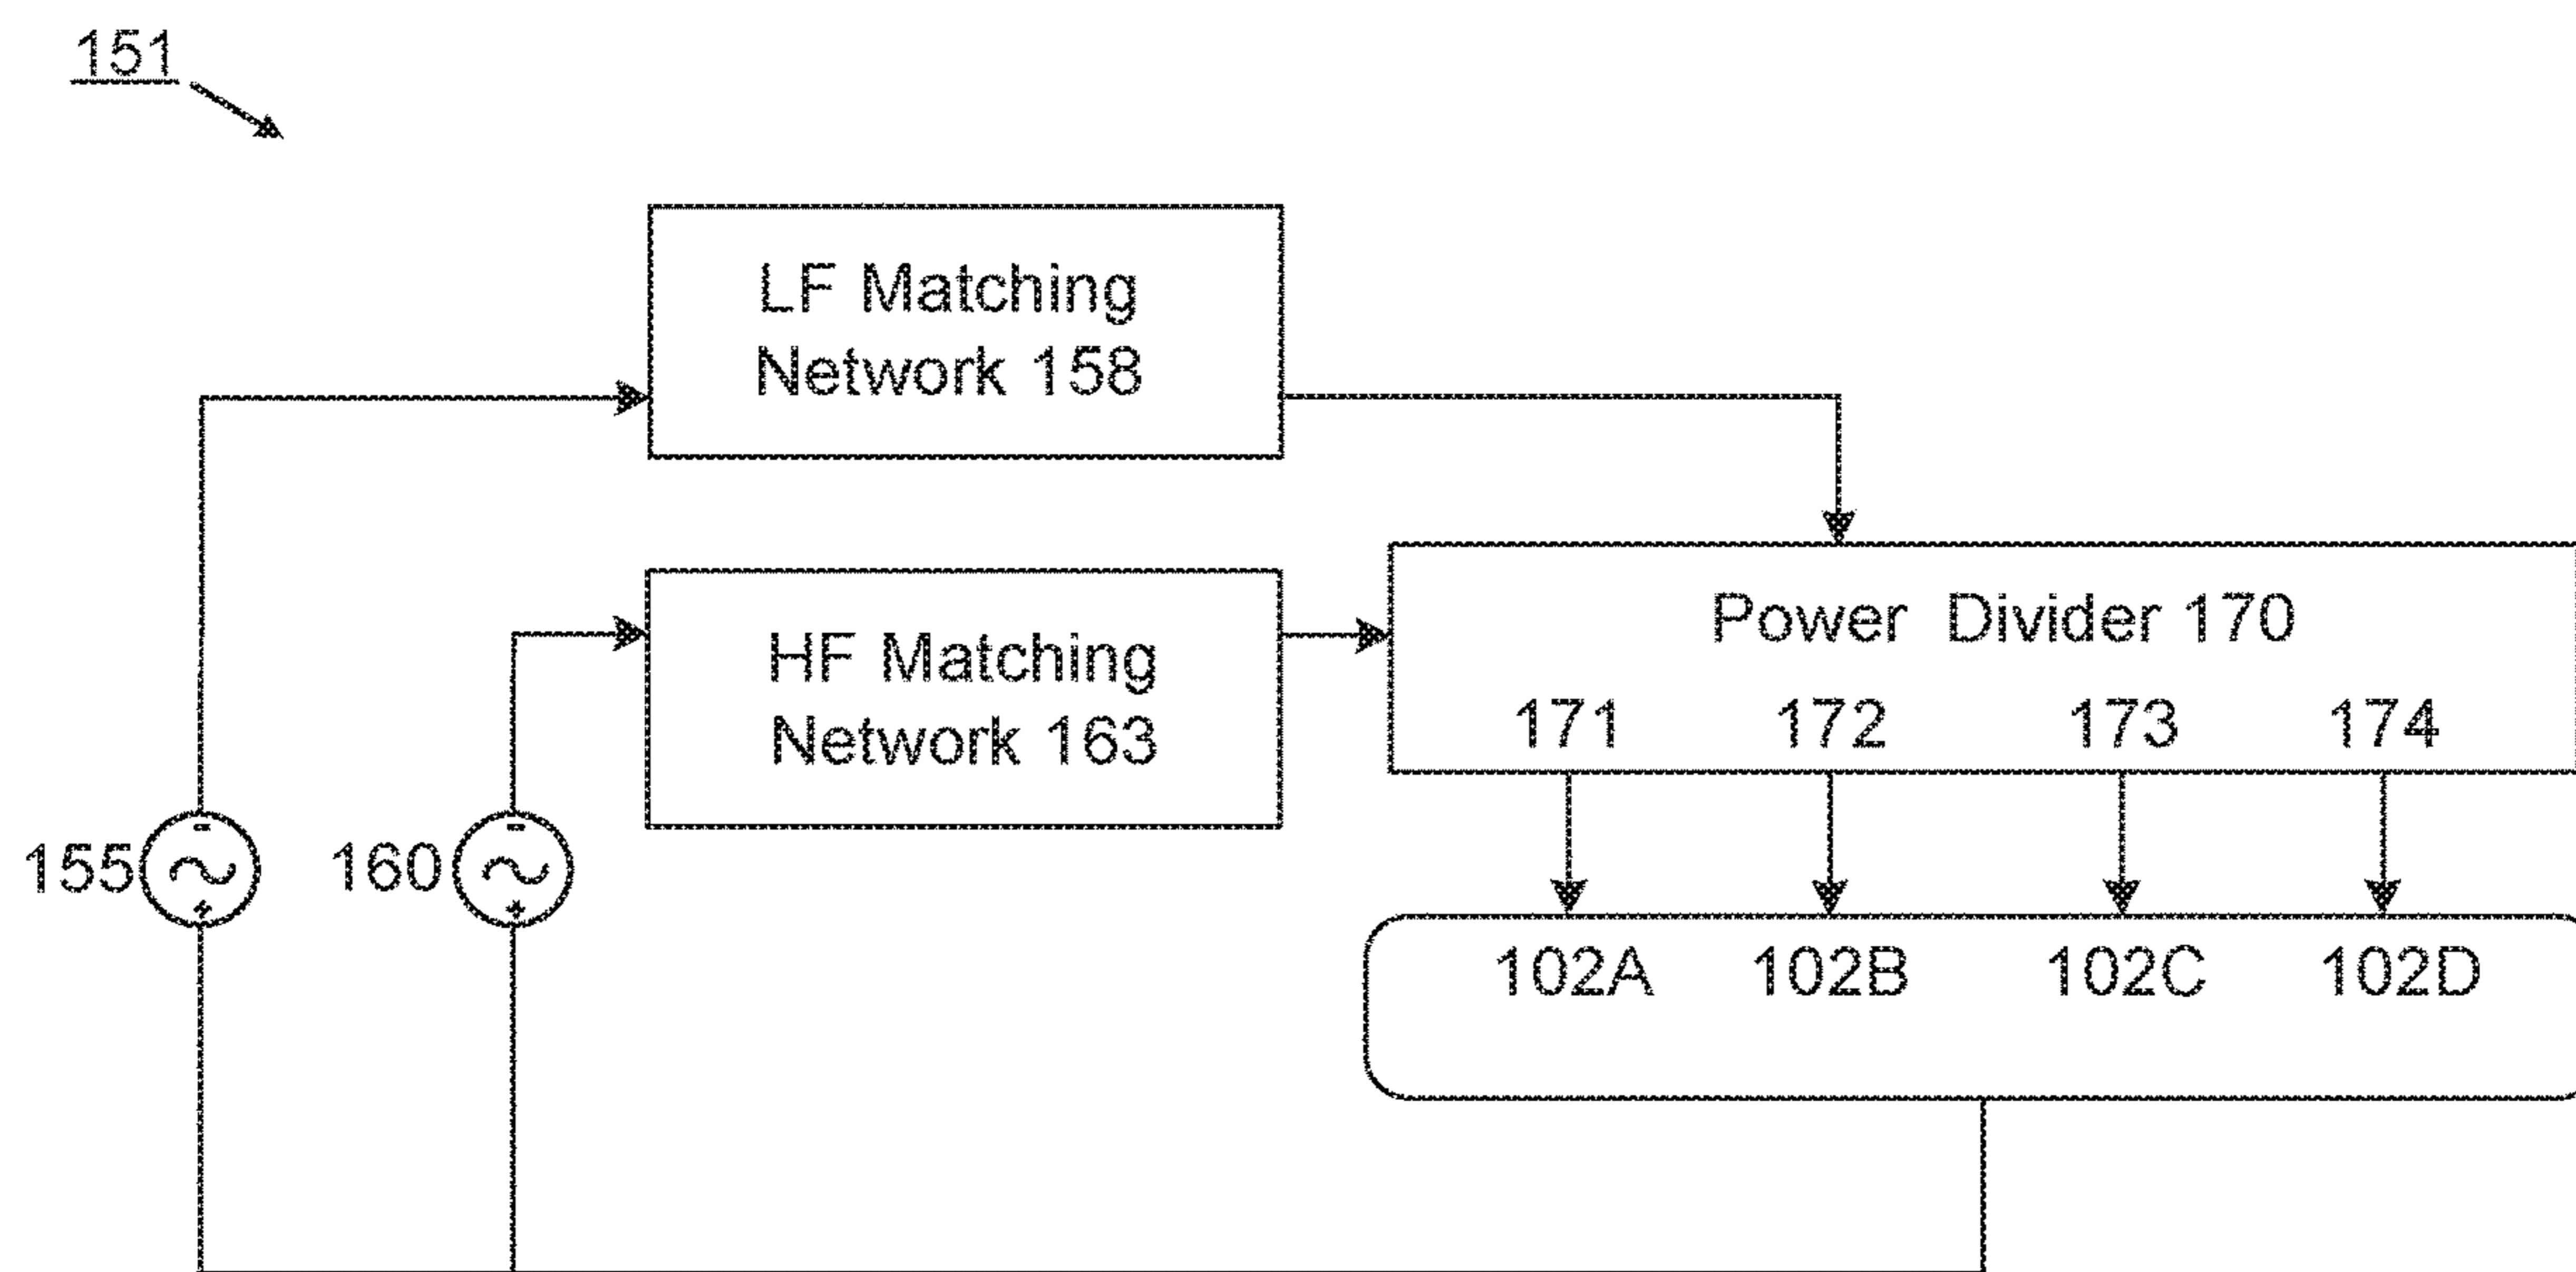 151
LF Matching
Network 158
HF Matching
Network 163
Power Divider 170
171 172 173 174
155 - +
160 - +
102A 102B 102C 102D